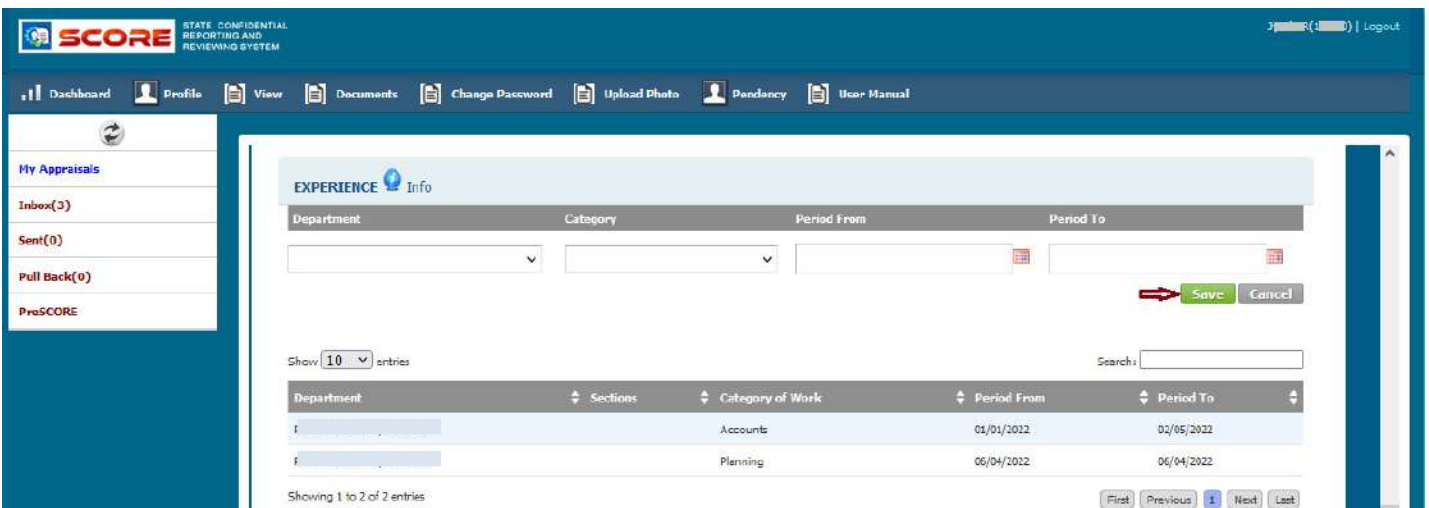 SCORE STATE CONFIDENTIAL
REPORTING AND
REVIEWING SYSTEM
| Logout
Dashboard Profile View Documents Change Password Upload Photo Pendency User Manual
My Appraisals
Inbox(3)
Sent(0)
Pull Back(0)
ProSCORE
EXPERIENCE Info
Department Category Period From Period To
Save Cancel
Show 10 entries Search:
Department Sections Category of Work Period From Period To
Accounts 01/01/2022 02/05/2022
Planning 06/04/2022 06/04/2022
Showing 1 to 2 of 2 entries First Previous 1 Next Last